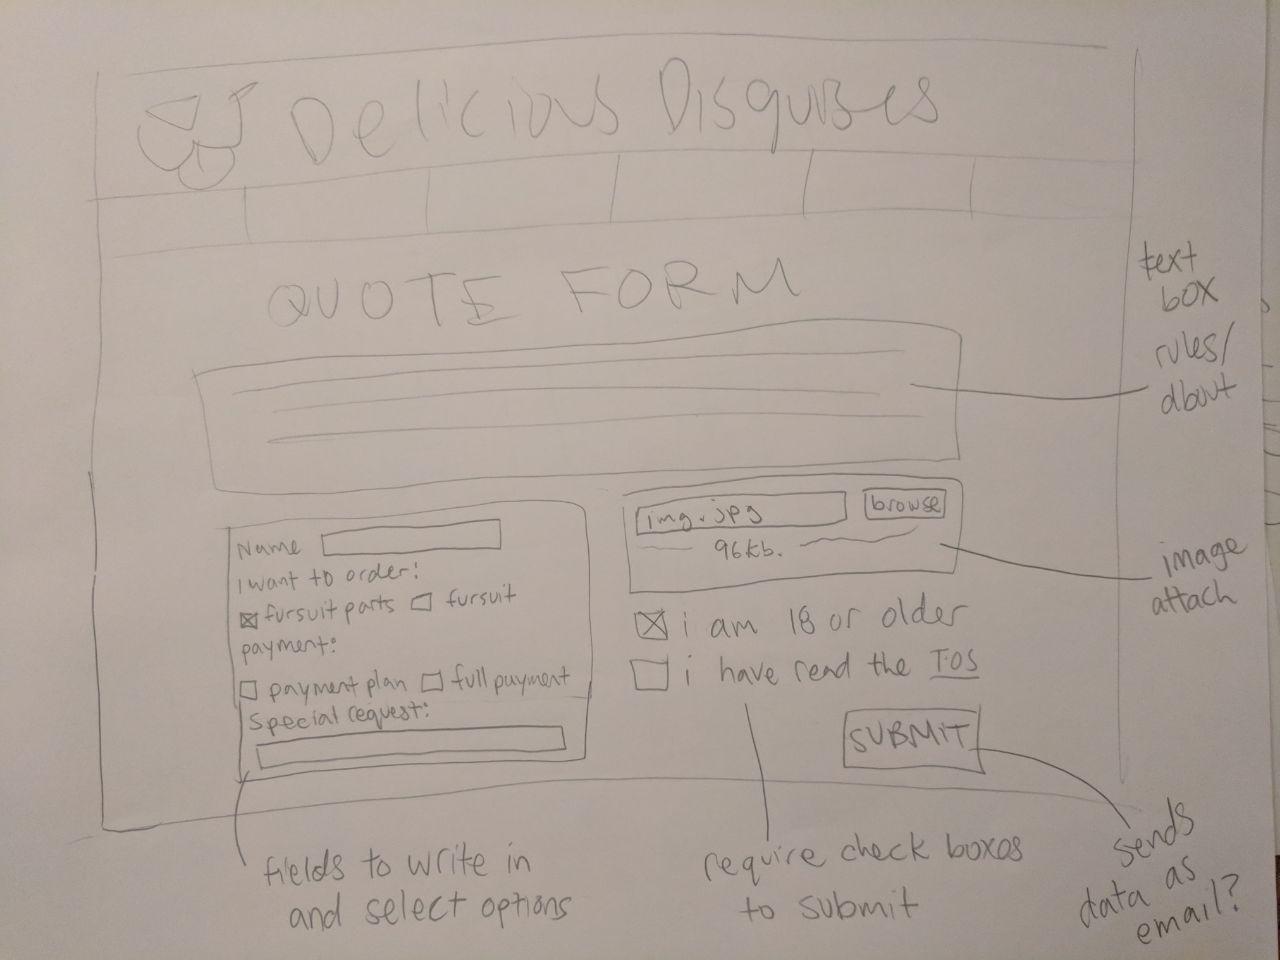 Delicious Disguises
QUOTE FORM
text
box
rules/
about
Name
I want to order:
fursuit parts fursuit
payment:
payment plan full payment
Special request:
img.jpg browse
96kb.
image
attach
i am 18 or older
i have read the TOS
SUBMIT
fields to write in
and select options
require check boxes
to submit
sends
data as
email?